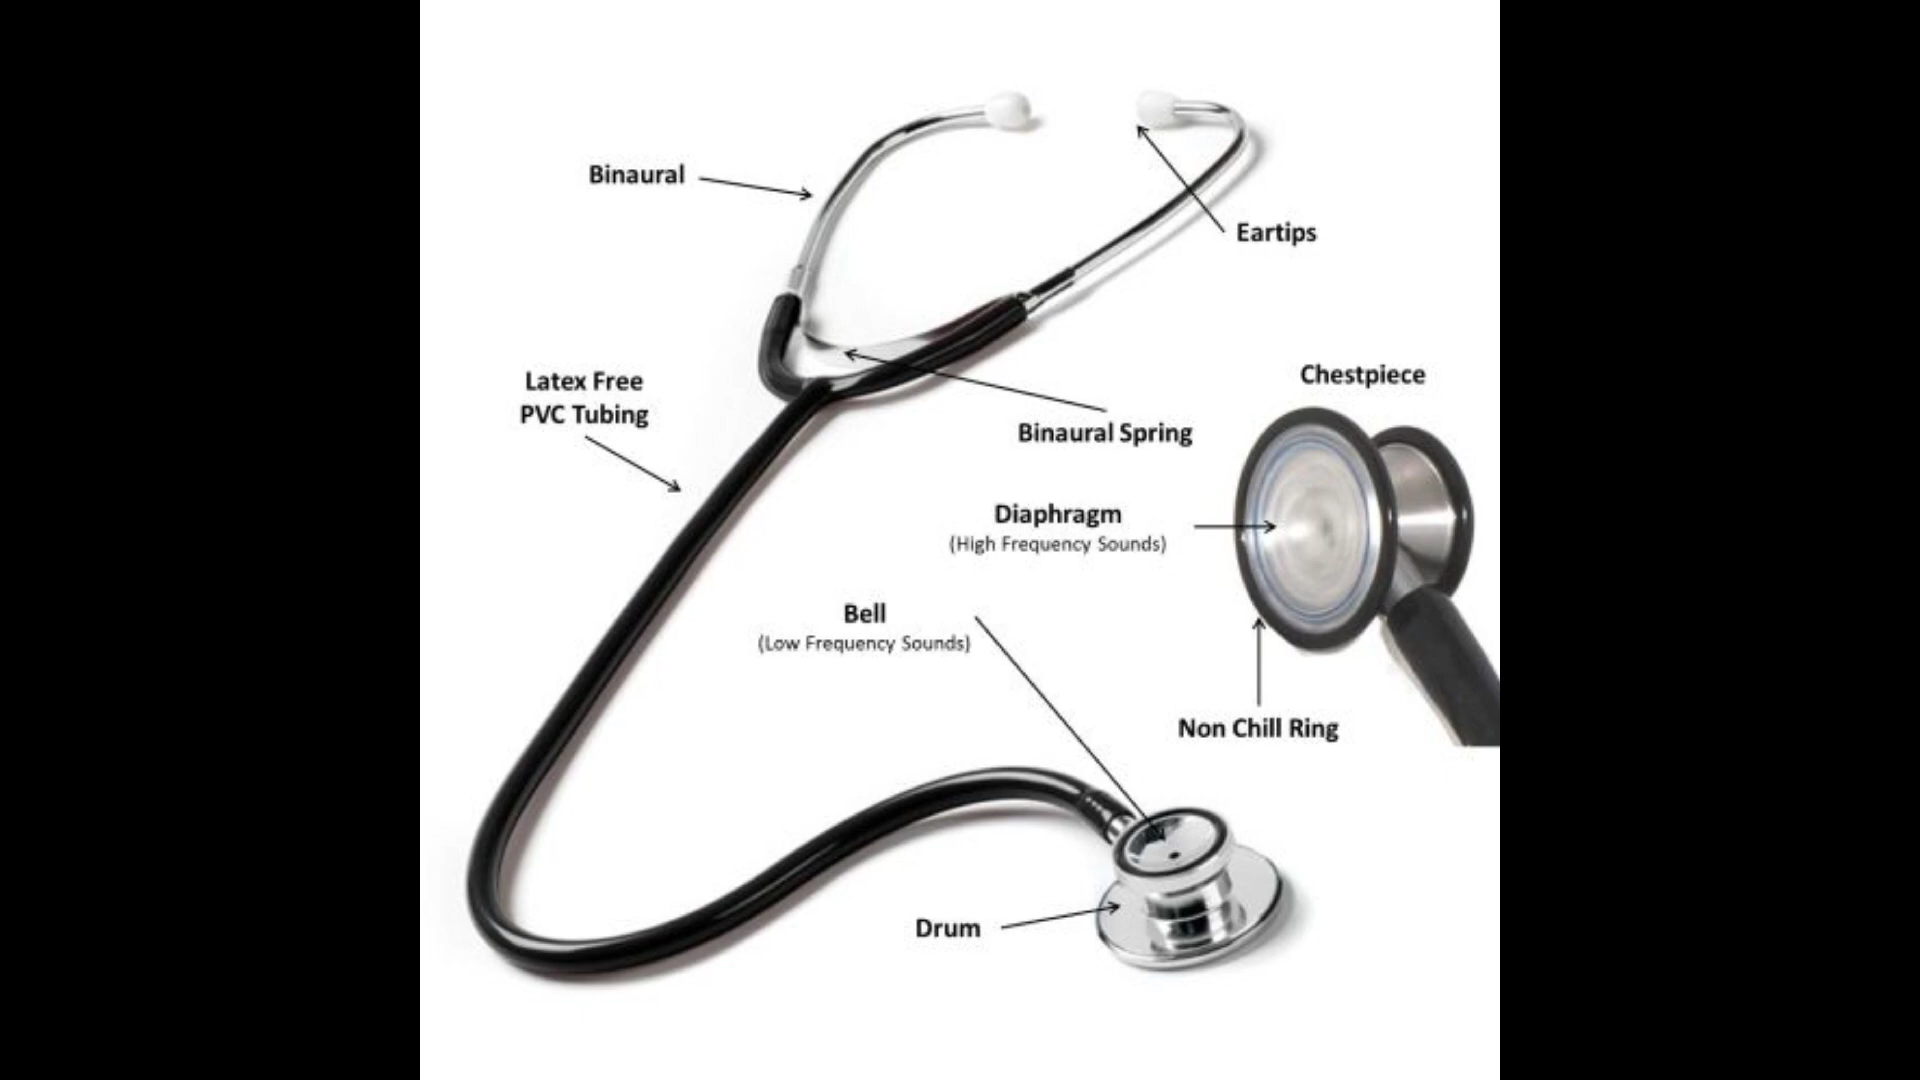 Binaural
Eartips
Latex Free
PVC Tubing
Chestpiece
Binaural Spring
Diaphragm
(High Frequency Sounds)
Bell
(Low Frequency Sounds)
Non Chill Ring
Drum